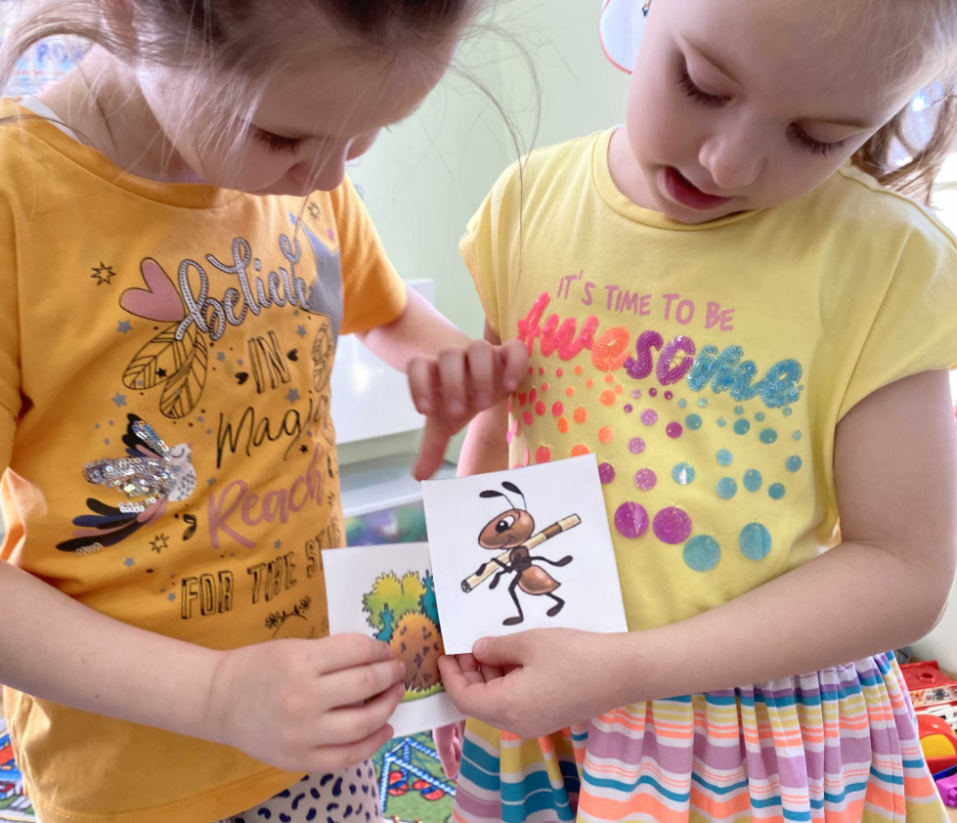 believe
IN
Magic
Reach
FOR THE
IT'S TIME TO BE
Awesome